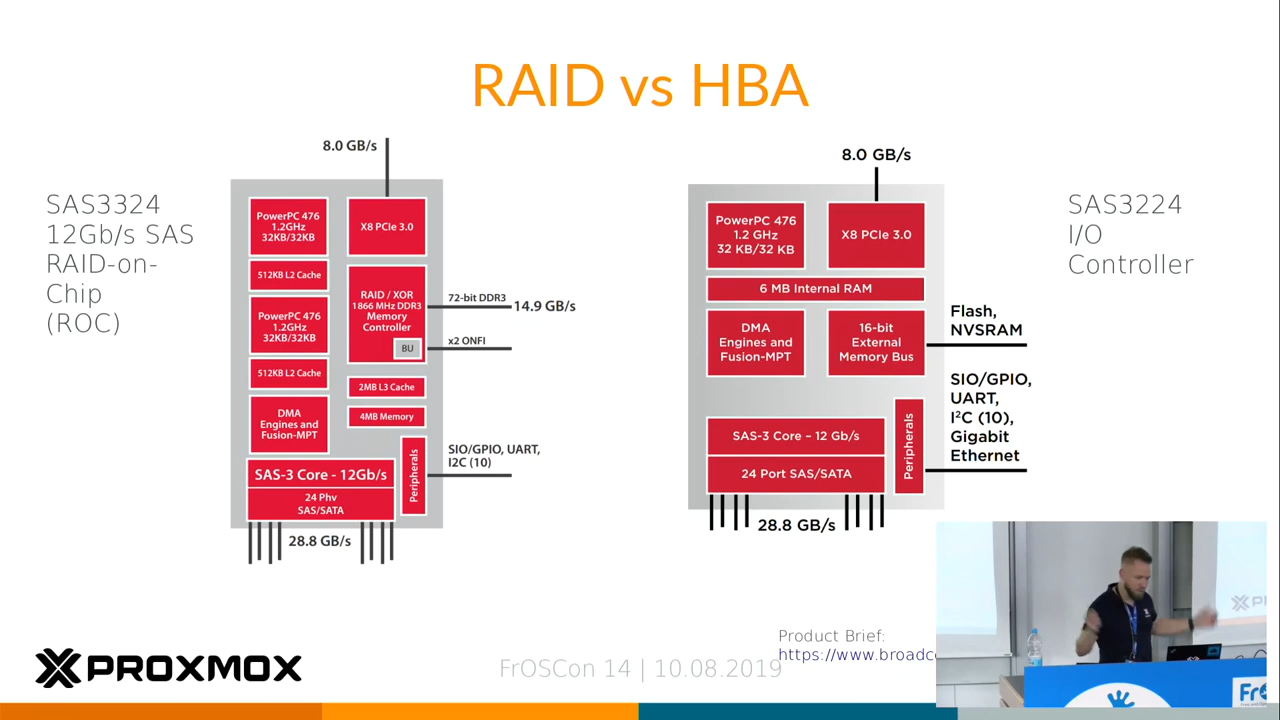 RAID vs HBA
SAS3324
12Gb/s SAS
RAID-on-
Chip
(ROC)
8.0 GB/s
PowerPC 476
1.2GHz
32KB/32KB
X8 PCIe 3.0
512KB L2 Cache
RAID / XOR
1866 MHz DDR3
Memory
Controller
BU
72-bit DDR3
14.9 GB/s
x2 ONFI
PowerPC 476
1.2GHz
32KB/32KB
512KB L2 Cache
2MB L3 Cache
4MB Memory
DMA
Engines and
Fusion-MPT
Peripherals
SIO/GPIO, UART,
I2C (10)
SAS-3 Core - 12Gb/s
24 Phv
SAS/SATA
28.8 GB/s
8.0 GB/s
PowerPC 476
1.2 GHz
32 KB/32 KB
X8 PCIe 3.0
6 MB Internal RAM
DMA
Engines and
Fusion-MPT
16-bit
External
Memory Bus
Flash,
NVSRAM
SIO/GPIO,
UART,
I²C (10),
Gigabit
Ethernet
Peripherals
SAS-3 Core – 12 Gb/s
24 Port SAS/SATA
28.8 GB/s
SAS3224
I/O
Controller
Product Brief:
https://www.broadc
PROXMOX
FrOSCon 14 | 10.08.2019
PR
Fr